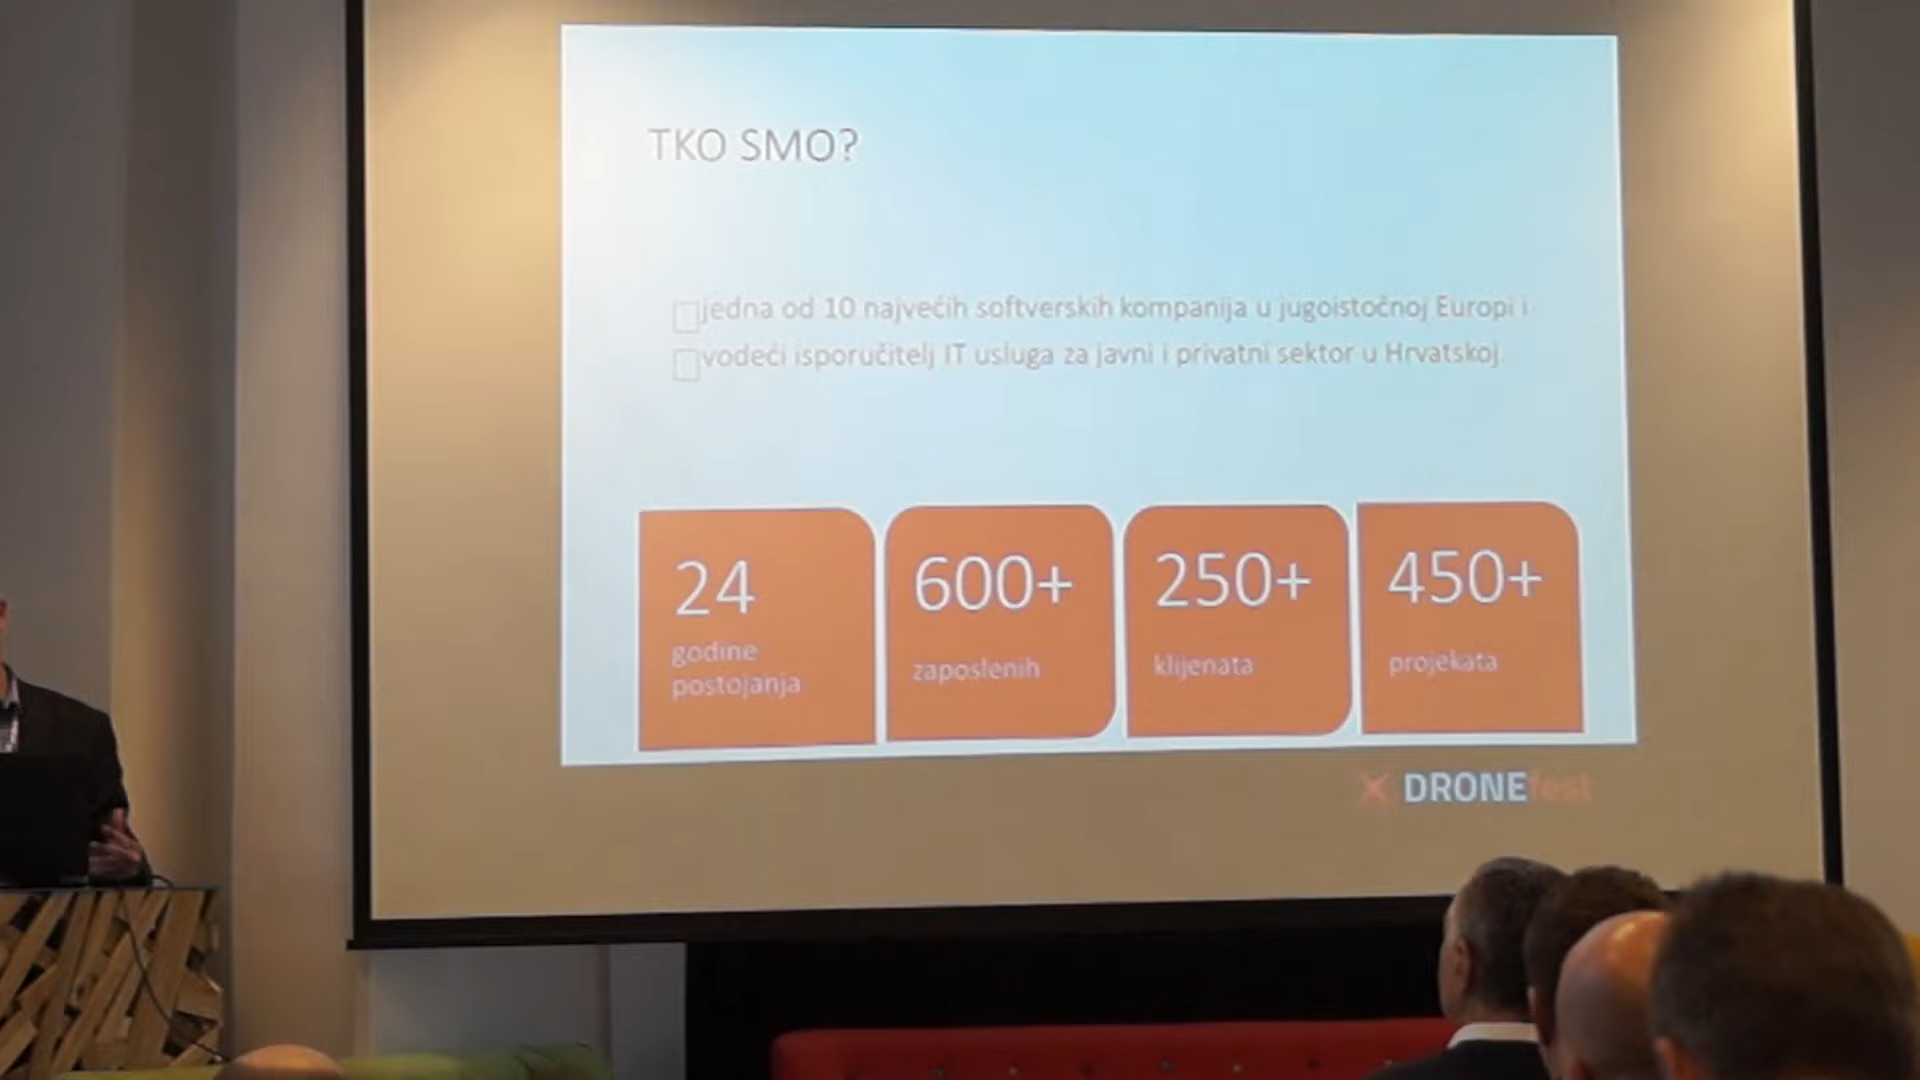 TKO SMO?
jedna od 10 najvećih softverskih kompanija u jugoistočnoj Europi i
vodeći isporučitelj IT usluga za javni i privatni sektor u Hrvatskoj.
24
godine
postojanja
600+
zaposlenih
250+
klijenata
450+
projekata
DRONEfest